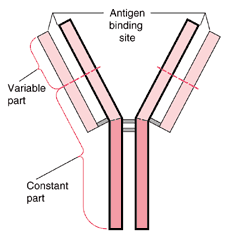 Antigen
binding
site
Variable
part
Constant
part